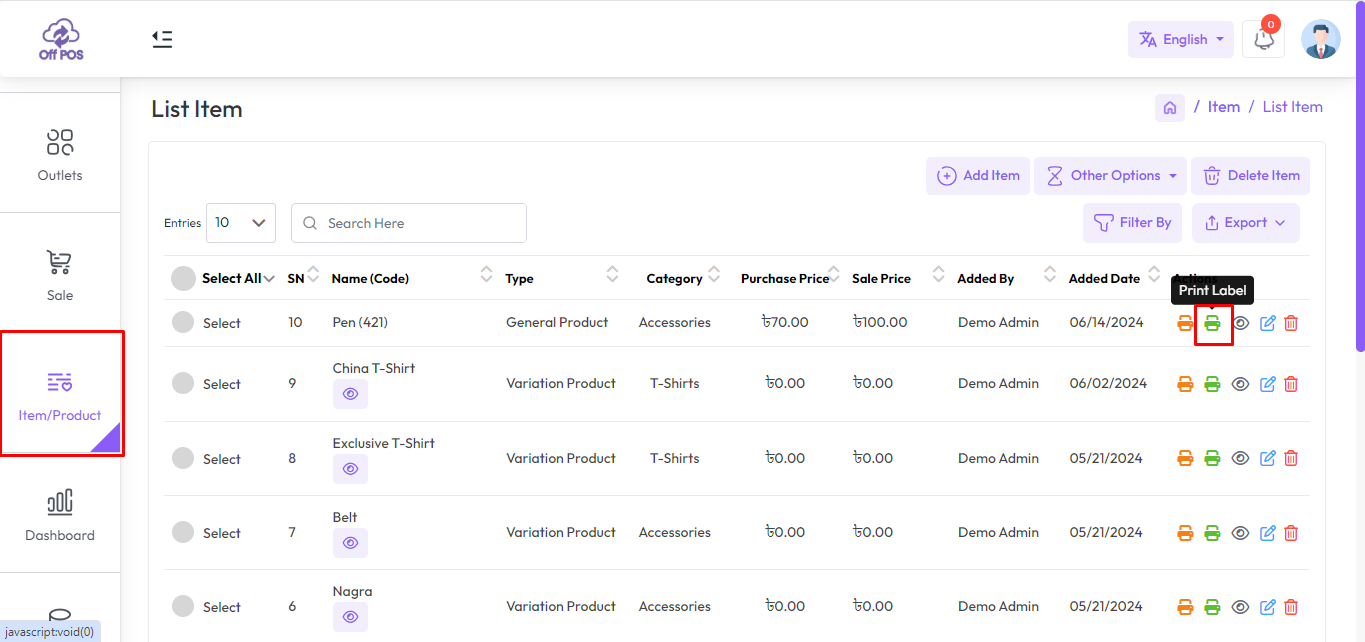 Off POS
English
0
Outlets
Sale
Item/Product
Dashboard
javascript:void(0)
List Item
/ Item / List Item
Add Item
Other Options
Delete Item
Entries 10
Search Here
Filter By
Export
Select All SN Name (Code) Type Category Purchase Price Sale Price Added By Added Date Actions
Print Label
Select 10 Pen (421) General Product Accessories ৳70.00 ৳100.00 Demo Admin 06/14/2024
Select 9 China T-Shirt Variation Product T-Shirts ৳0.00 ৳0.00 Demo Admin 06/02/2024
Select 8 Exclusive T-Shirt Variation Product T-Shirts ৳0.00 ৳0.00 Demo Admin 05/21/2024
Select 7 Belt Variation Product Accessories ৳0.00 ৳0.00 Demo Admin 05/21/2024
Select 6 Nagra Variation Product Accessories ৳0.00 ৳0.00 Demo Admin 05/21/2024